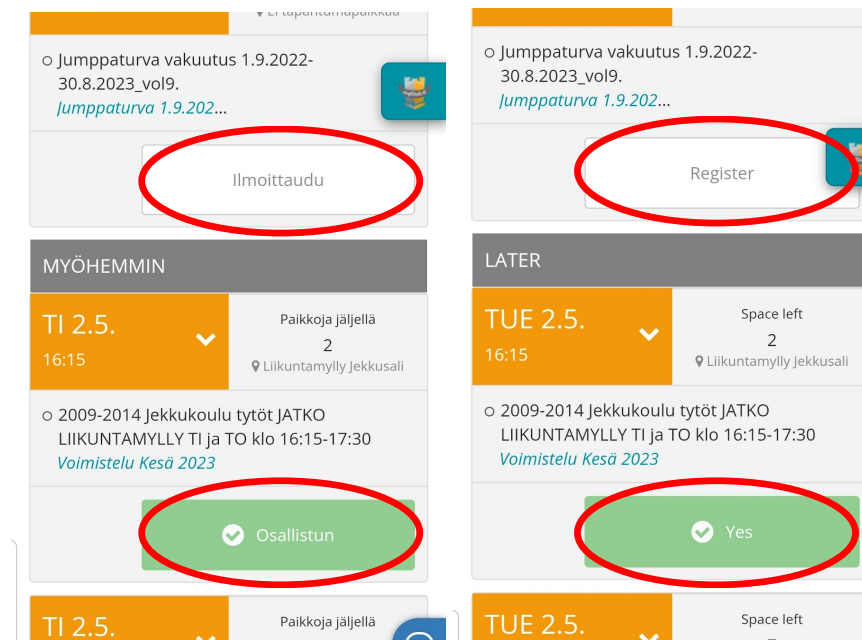 Ei tapahtumapaikkaa
Jumppaturva vakuutus 1.9.2022-
30.8.2023_vol9.
Jumppaturva 1.9.202...
Ilmoittaudu
MYÖHEMMIN
TI 2.5.
16:15
Paikkoja jäljellä
2
Liikuntamylly Jekkusali
2009-2014 Jekkukoulu tytöt JATKO
LIIKUNTAMYLLY TI ja TO klo 16:15-17:30
Voimistelu Kesä 2023
Osallistun
TI 2.5.
Paikkoja jäljellä
Jumppaturva vakuutus 1.9.2022-
30.8.2023_vol9.
Jumppaturva 1.9.202...
Register
LATER
TUE 2.5.
16:15
Space left
2
Liikuntamylly Jekkusali
2009-2014 Jekkukoulu tytöt JATKO
LIIKUNTAMYLLY TI ja TO klo 16:15-17:30
Voimistelu Kesä 2023
Yes
TUE 2.5.
Space left